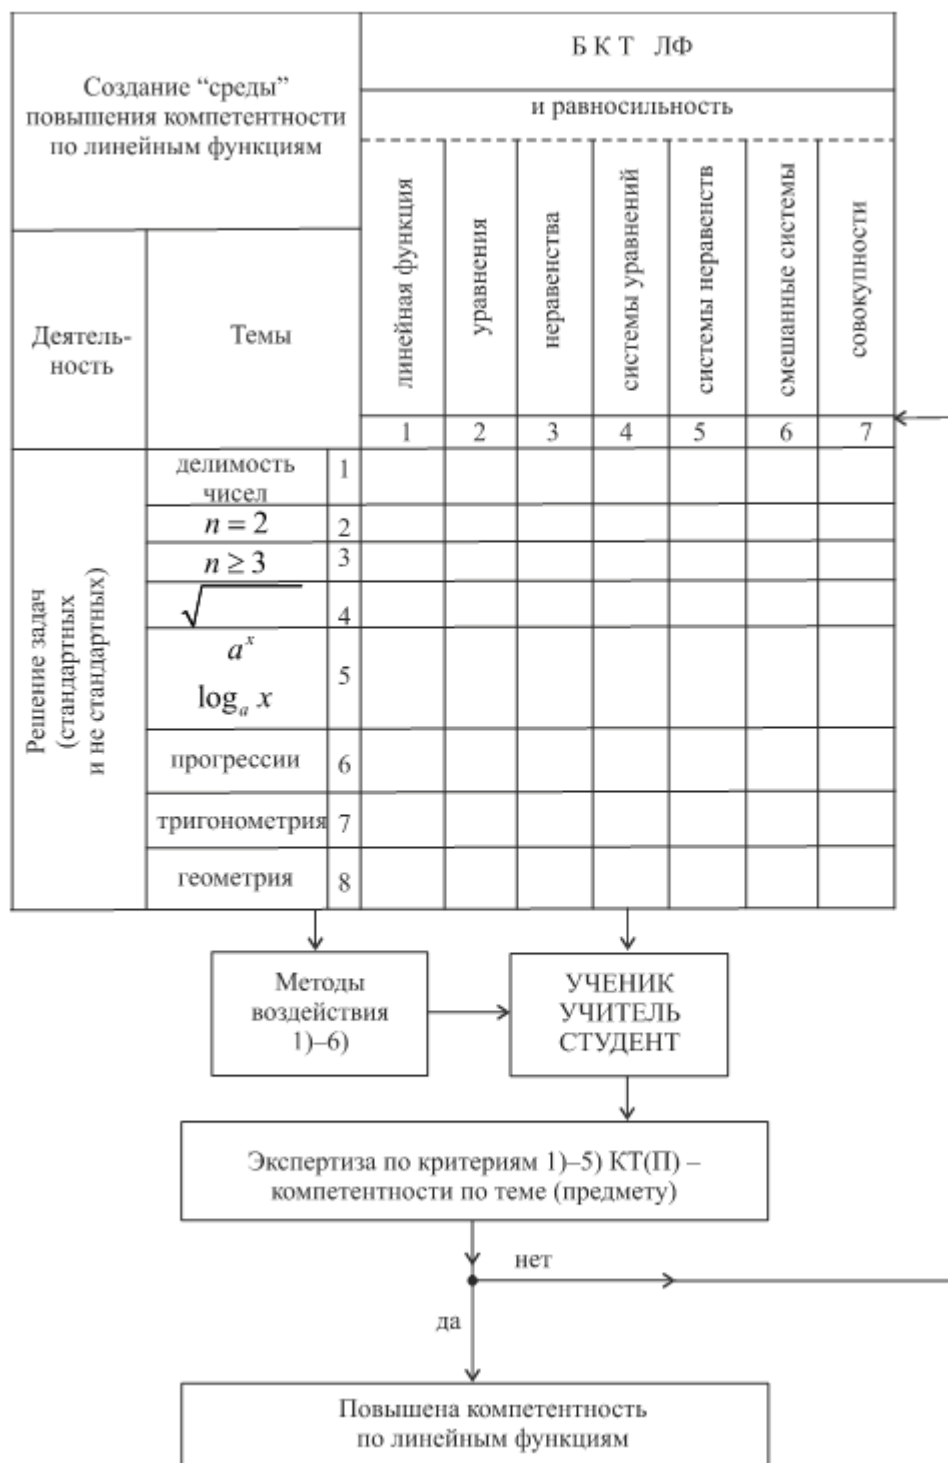 Создание “среды”
повышения компетентности
по линейным функциям
Б К Т ЛФ
и равносильность
Деятель-
ность
Темы
линейная функция
уравнения
неравенства
системы уравнений
системы неравенств
смешанные системы
совокупности
1 2 3 4 5 6 7
Решение задач
(стандартных
и не стандартных)
делимость
чисел
1
n = 2 2
n ≥ 3 3
√ 4
a^x
log_a x
5
прогрессии 6
тригонометрия 7
геометрия 8
Методы
воздействия
1)–6)
УЧЕНИК
УЧИТЕЛЬ
СТУДЕНТ
Экспертиза по критериям 1)–5) КТ(П) –
компетентности по теме (предмету)
нет
да
Повышена компетентность
по линейным функциям